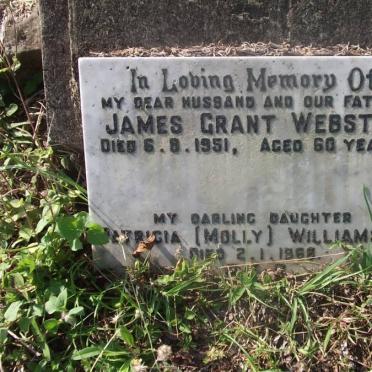 In Loving Memory Of
MY DEAR HUSBAND AND OUR FAT
JAMES GRANT WEBST
DIED 6.8.1951, AGED 60 YEA
MY DARLING DAUGHTER
PATRICIA (MOLLY) WILLIAMS
DIED 2.1.